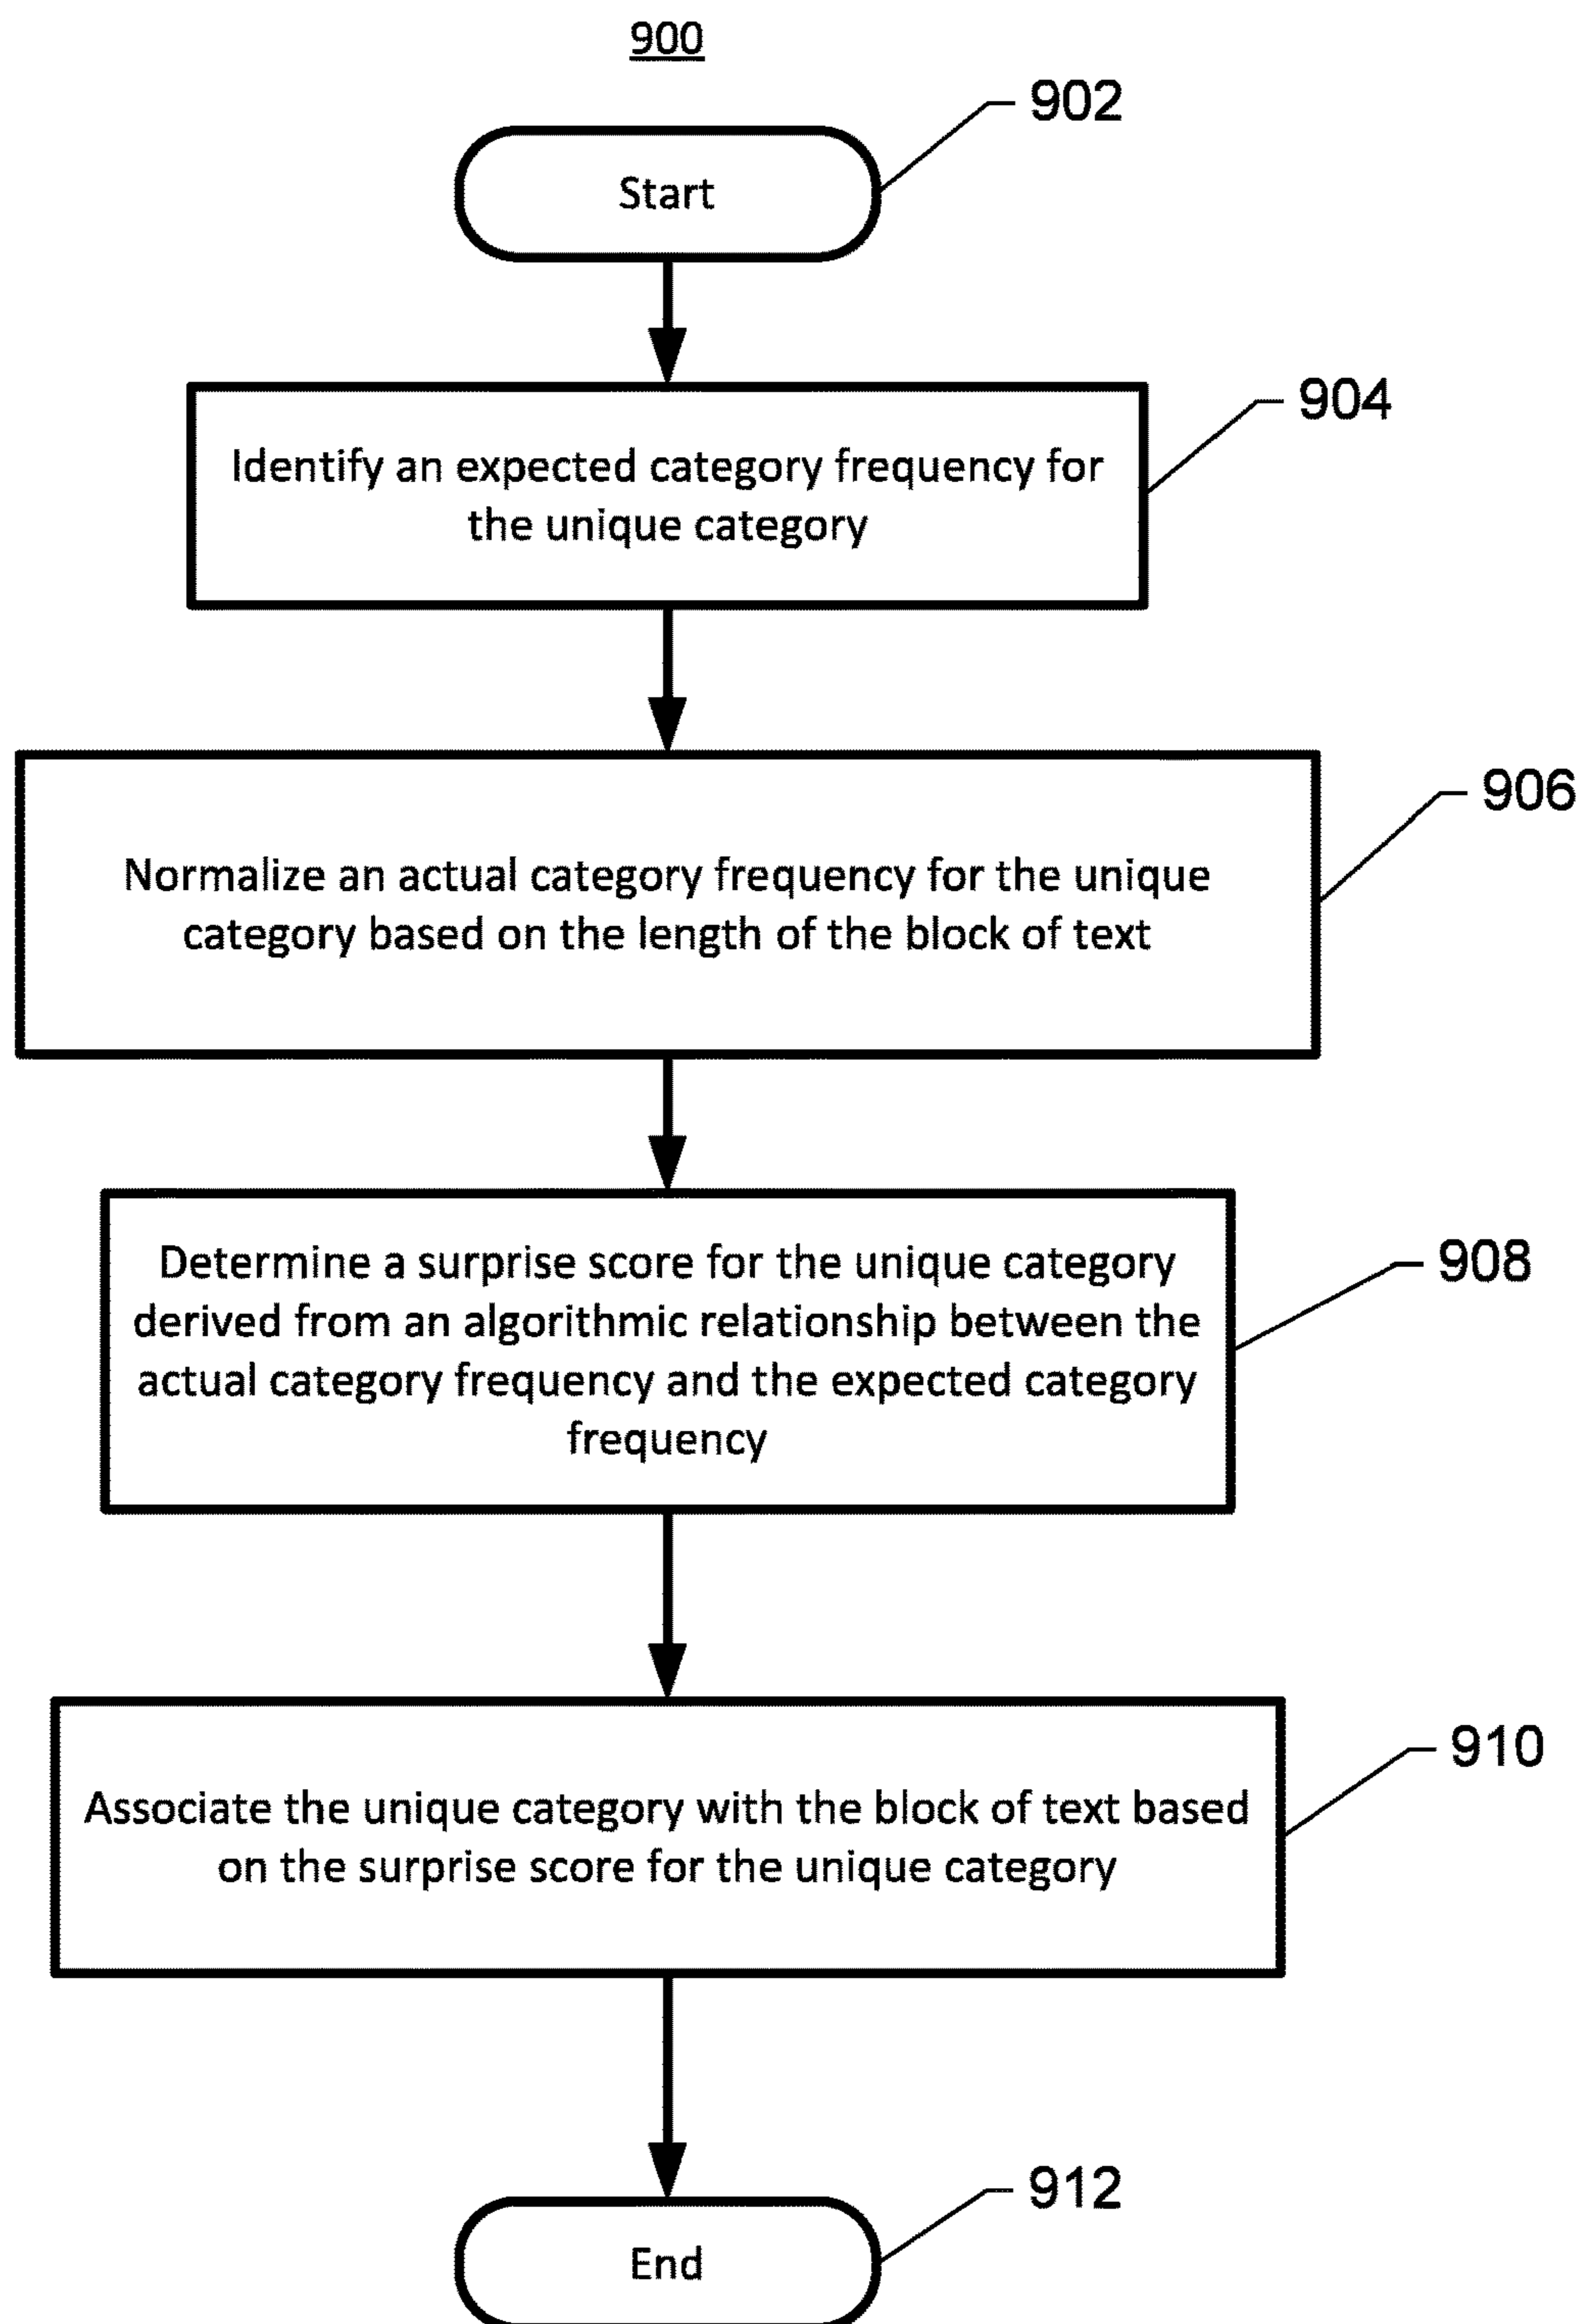 900
902
Start
904
Identify an expected category frequency for
the unique category
906
Normalize an actual category frequency for the unique
category based on the length of the block of text
908
Determine a surprise score for the unique category
derived from an algorithmic relationship between the
actual category frequency and the expected category
frequency
910
Associate the unique category with the block of text based
on the surprise score for the unique category
912
End